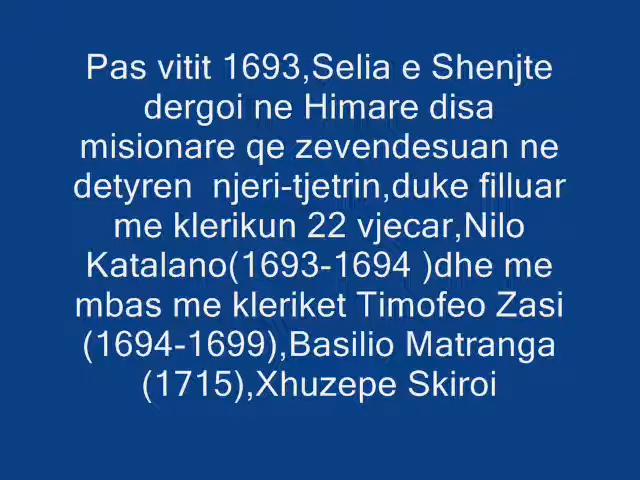 Pas vitit 1693,Selia e Shenjte
dergoi ne Himare disa
misionare qe zevendesuan ne
detyren  njeri-tjetrin,duke filluar
me klerikun 22 vjecar,Nilo
Katalano(1693-1694 )dhe me
mbas me kleriket Timofeo Zasi
(1694-1699),Basilio Matranga
(1715),Xhuzepe Skiroi